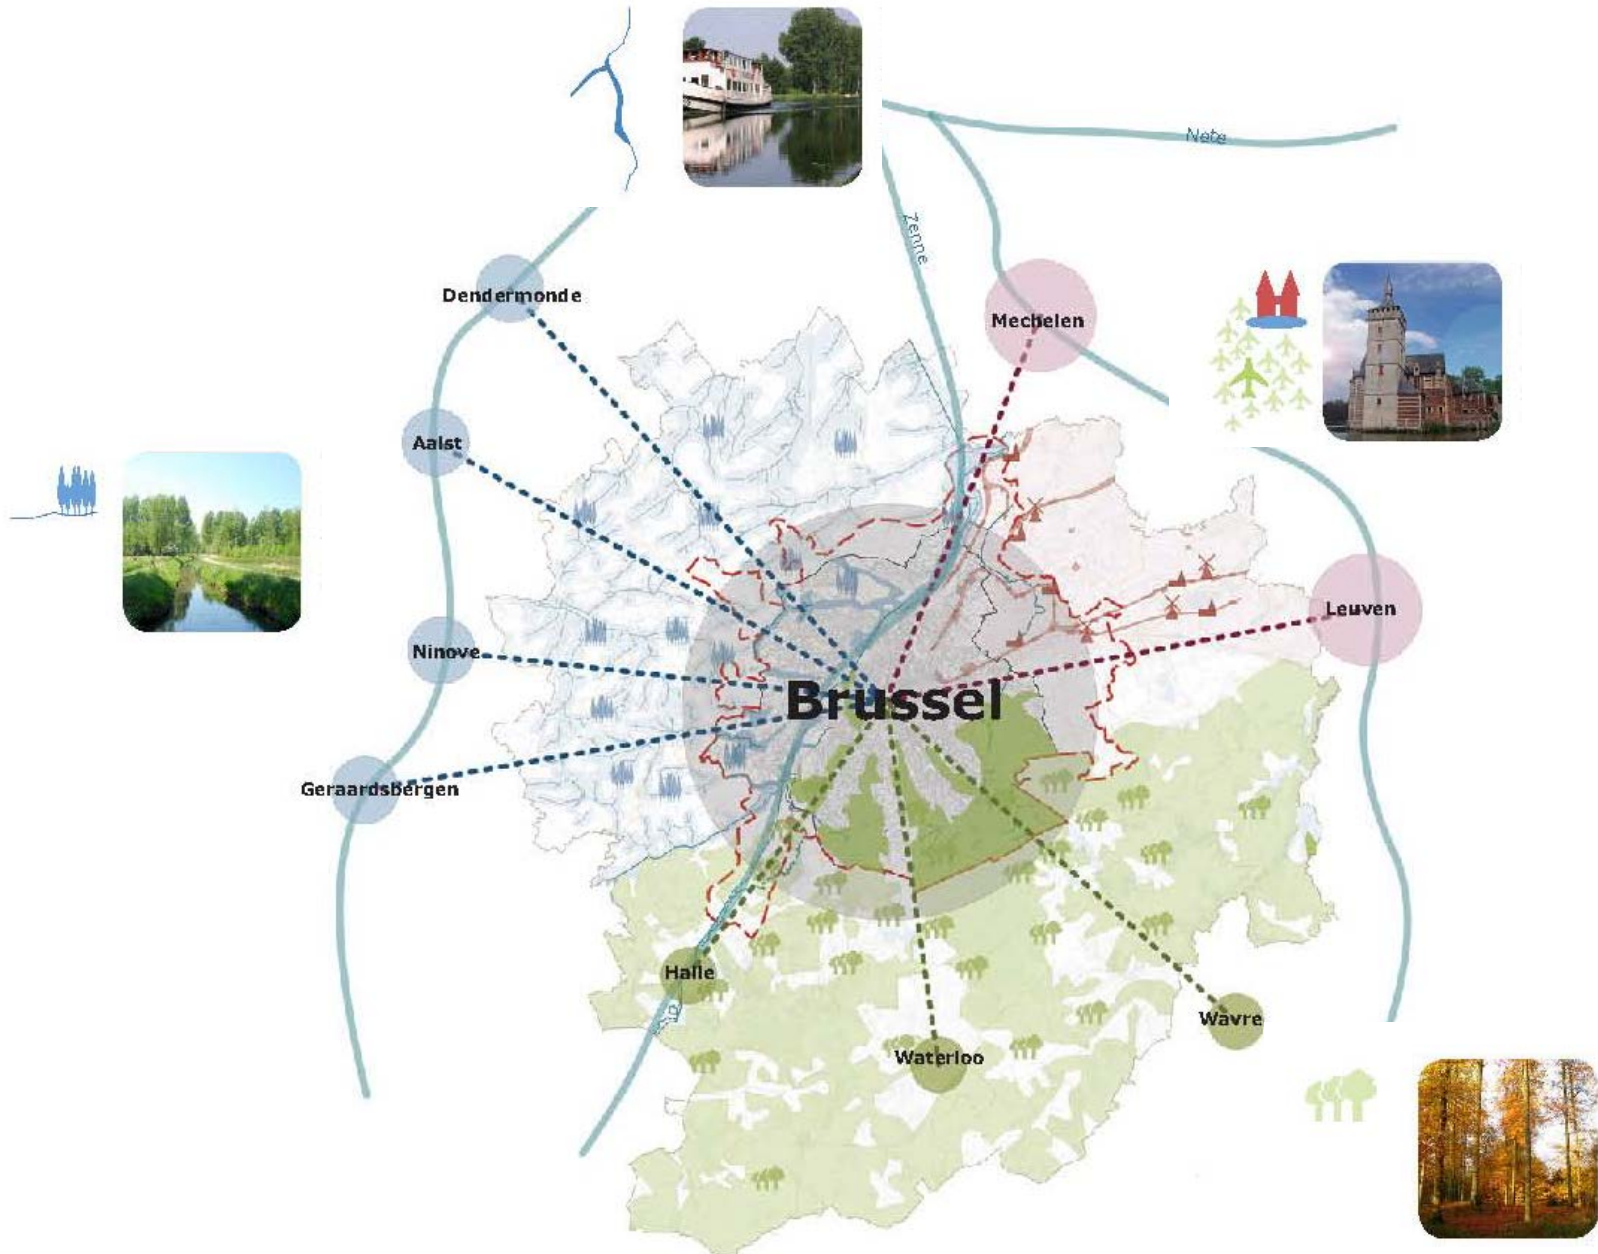 Nete
Zenne
Dendermonde
Mechelen
Aalst
Leuven
Ninove
Brussel
Geraardsbergen
Halle
Wavre
Waterloo